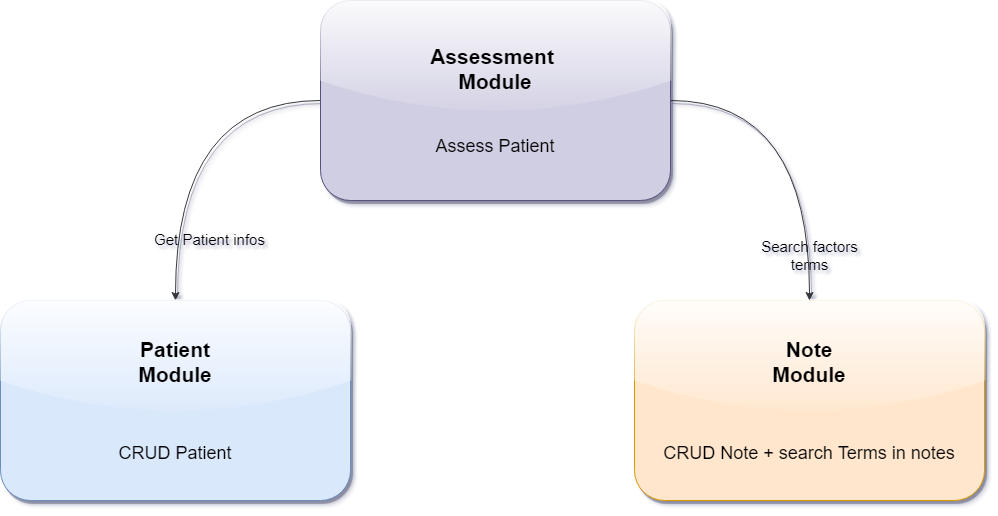 Assessment
Module
Assess Patient
Get Patient infos
Search factors
terms
Patient
Module
CRUD Patient
Note
Module
CRUD Note + search Terms in notes